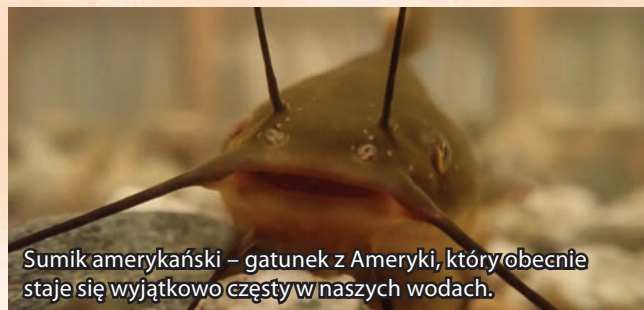 Sumik amerykański – gatunek z Ameryki, który obecnie
staje się wyjątkowo częsty w naszych wodach.